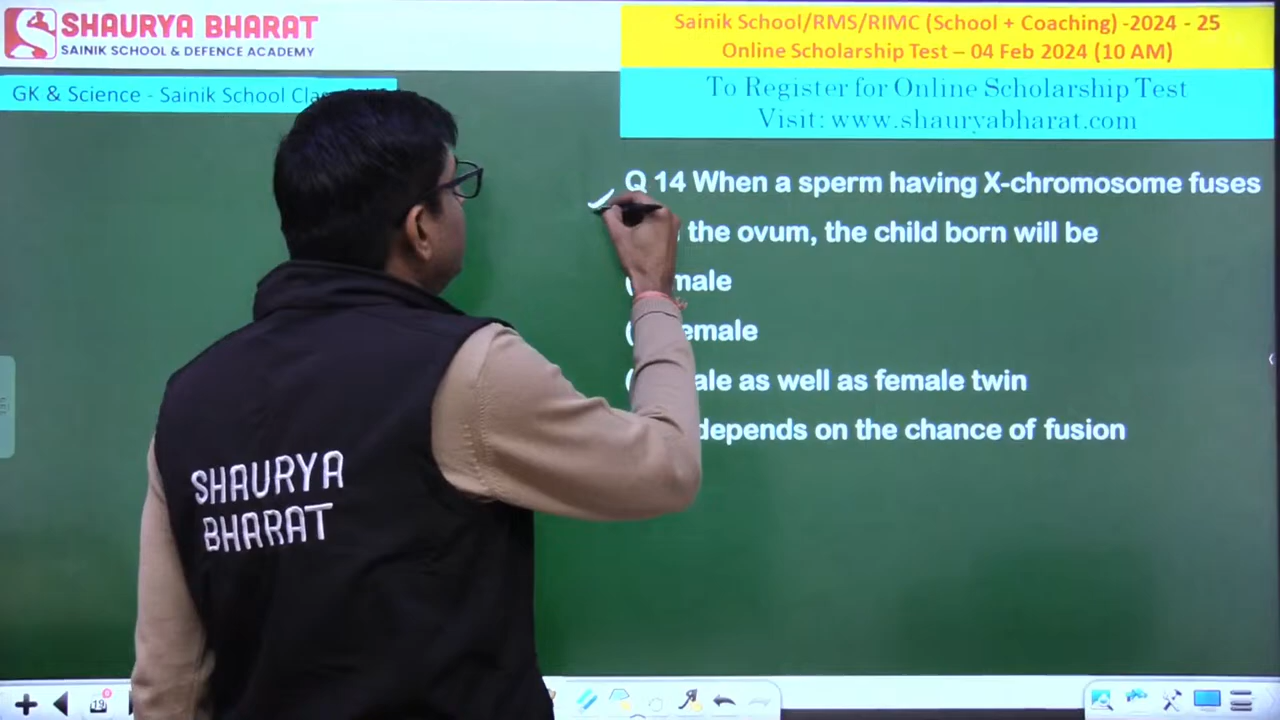 SHAURYA BHARAT
SAINIK SCHOOL & DEFENCE ACADEMY
Sainik School/RMS/RIMC (School + Coaching) -2024 - 25
Online Scholarship Test – 04 Feb 2024 (10 AM)
To Register for Online Scholarship Test
Visit: www.shauryabharat.com
GK & Science - Sainik School
Q 14 When a sperm having X-chromosome fuses
the ovum, the child born will be
male
emale
ale as well as female twin
depends on the chance of fusion
SHAURYA
BHARAT
19